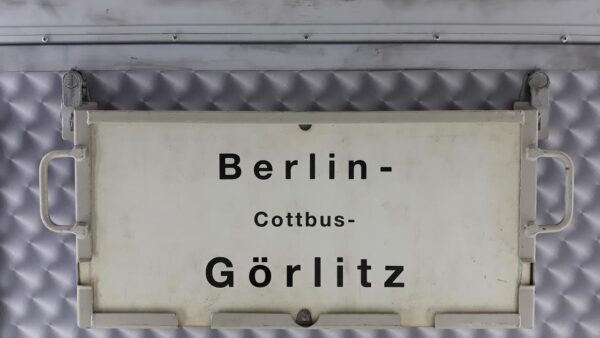 Berlin-
Cottbus-
Görlitz